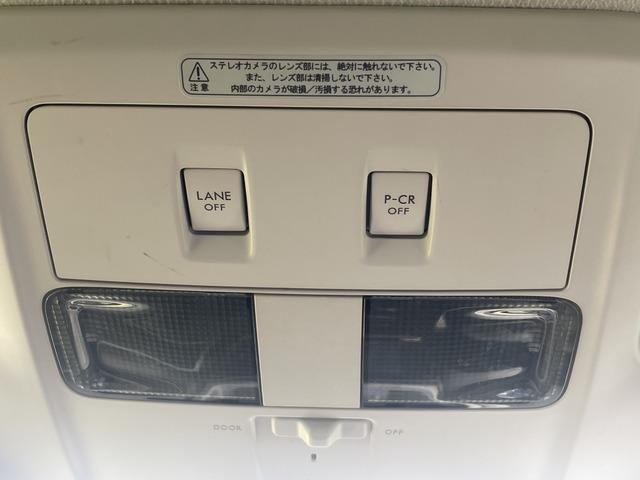 ステレオカメラのレンズ部には、絶対に触れないで下さい。
また、レンズ部は清掃しないで下さい。
注意
内部のカメラが破損／汚損する恐れがあります。
LANE
OFF
P-CR
OFF
DOOR
OFF